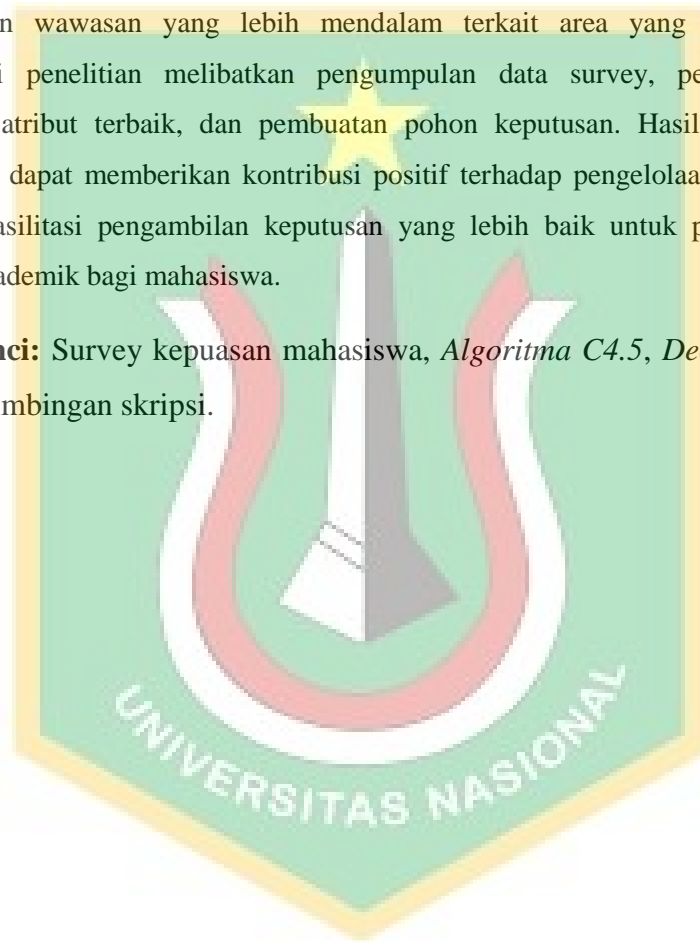 n wawasan yang lebih mendalam terkait area yang
i penelitian melibatkan pengumpulan data survey, pe
atribut terbaik, dan pembuatan pohon keputusan. Hasil
dapat memberikan kontribusi positif terhadap pengelolaa
asilitasi pengambilan keputusan yang lebih baik untuk p
ademik bagi mahasiswa.
nci: Survey kepuasan mahasiswa, Algoritma C4.5, De
mbingan skripsi.
UNIVERSITAS NASIONAL